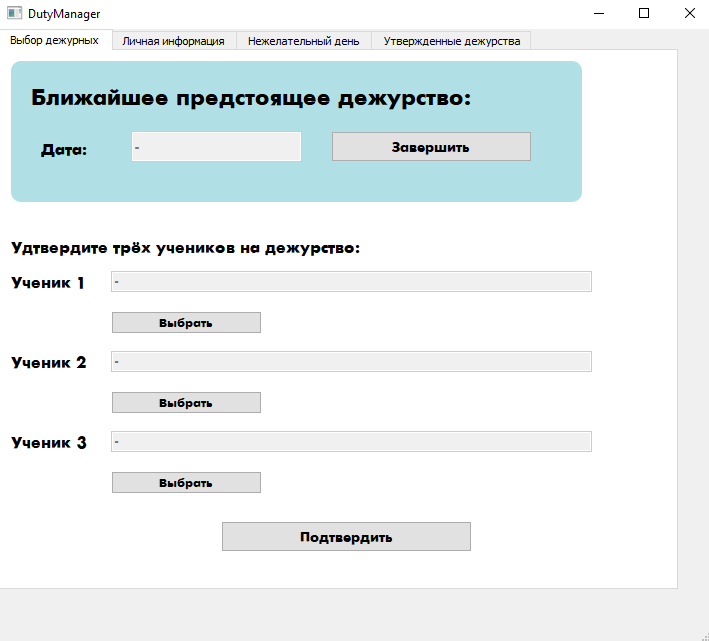 DutyManager
Выбор дежурных Личная информация Нежелательный день Утвержденные дежурства
Ближайшее предстоящее дежурство:
Дата: - Завершить
Удтвердите трёх учеников на дежурство:
Ученик 1 -
Выбрать
Ученик 2 -
Выбрать
Ученик 3 -
Выбрать
Подтвердить